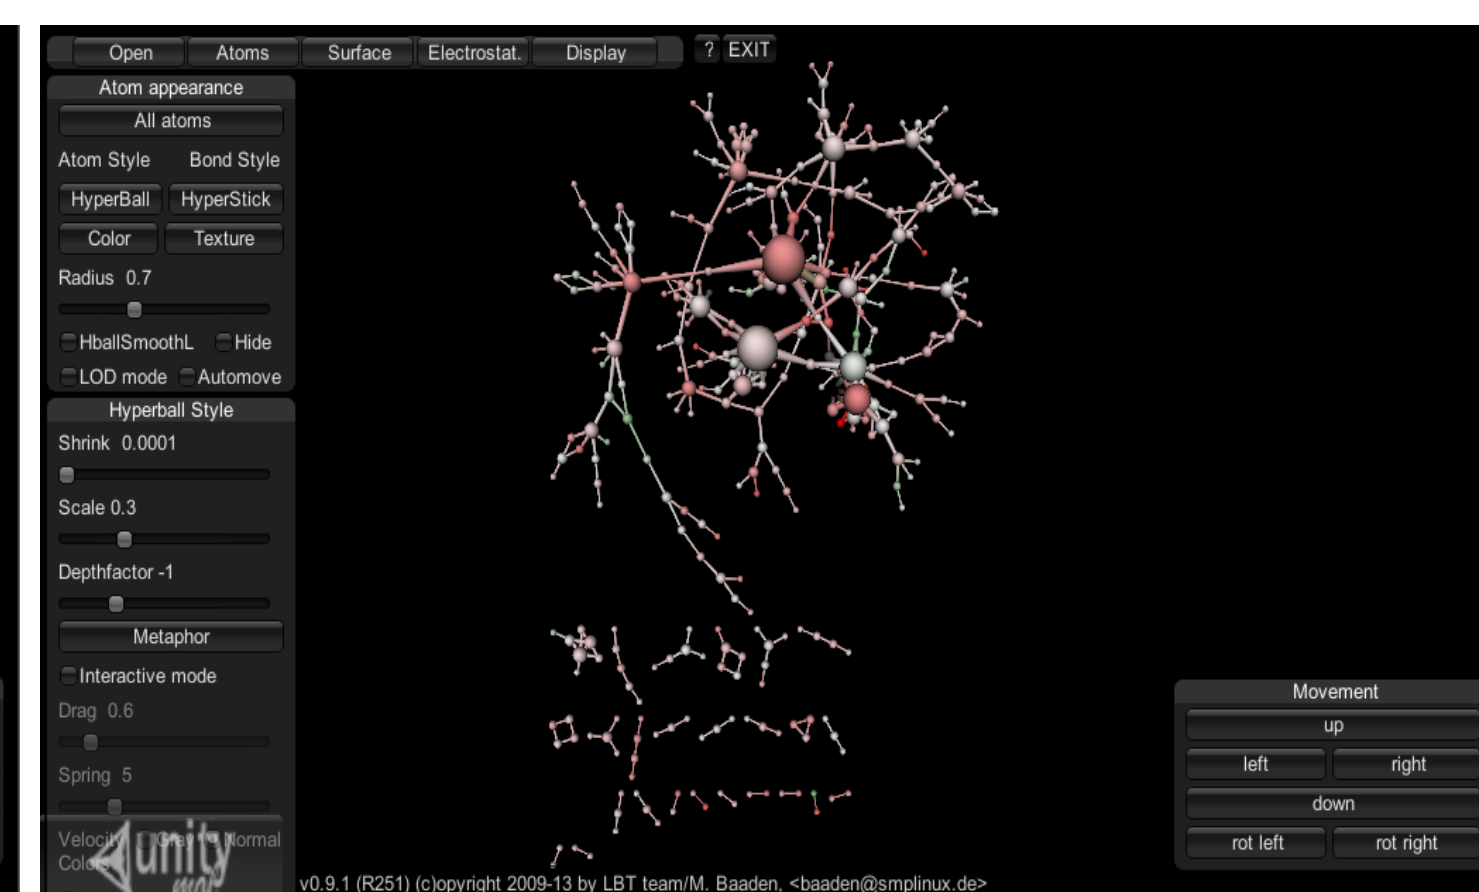 Open Atoms Surface Electrostat. Display ? EXIT
Atom appearance
All atoms
Atom Style Bond Style
HyperBall HyperStick
Color Texture
Radius 0.7
HballSmoothL Hide
LOD mode Automove
Hyperball Style
Shrink 0.0001
Scale 0.3
Depthfactor -1
Metaphor
Interactive mode
Drag 0.6
Spring 5
Velocity Gray Normal
Colors
unity
mol
v0.9.1 (R251) (c)opyright 2009-13 by LBT team/M. Baaden, <baaden@smplinux.de>
Movement
up
left right
down
rot left rot right